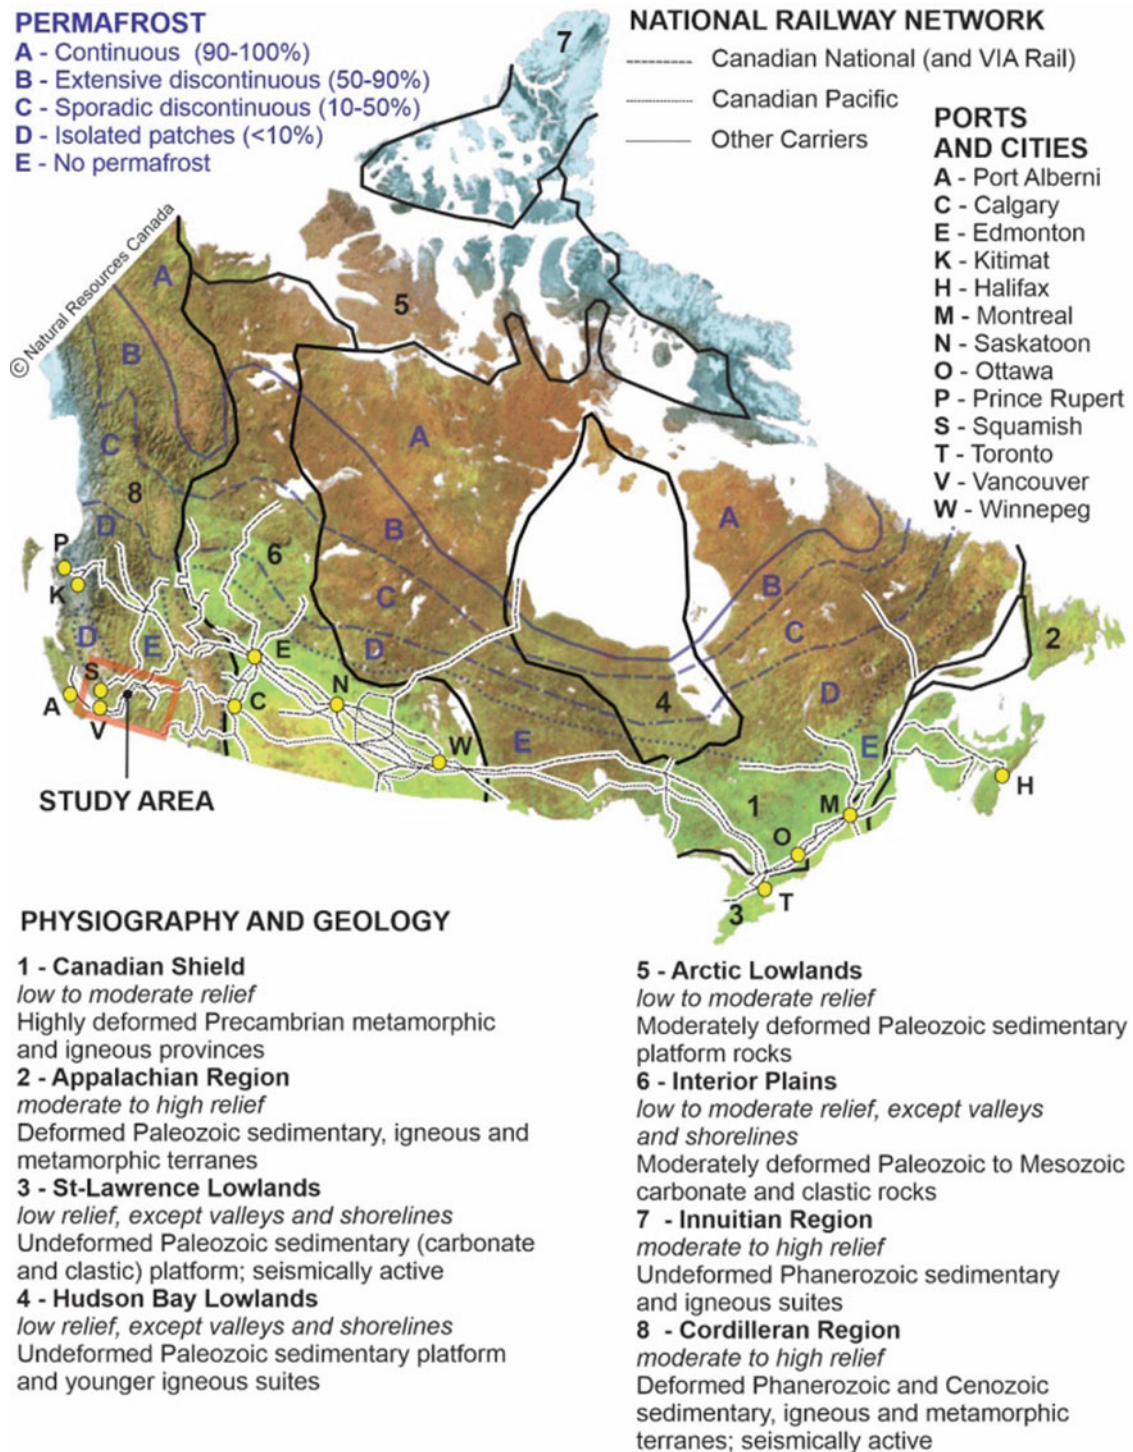 PERMAFROST
A - Continuous (90-100%)
B - Extensive discontinuous (50-90%)
C - Sporadic discontinuous (10-50%)
D - Isolated patches (<10%)
E - No permafrost
NATIONAL RAILWAY NETWORK
Canadian National (and VIA Rail)
Canadian Pacific
Other Carriers
PORTS
AND CITIES
A - Port Alberni
C - Calgary
E - Edmonton
K - Kitimat
H - Halifax
M - Montreal
N - Saskatoon
O - Ottawa
P - Prince Rupert
S - Squamish
T - Toronto
V - Vancouver
W - Winnepeg
© Natural Resources Canada
7
A
5
B
A
C
8
A
B
D
6
B
P
C
C
K
2
D
E
E
D
D
S
N
4
A
C
E
E
V
W
STUDY AREA
1
M
H
O
3
T
PHYSIOGRAPHY AND GEOLOGY
1 - Canadian Shield
low to moderate relief
Highly deformed Precambrian metamorphic
and igneous provinces
2 - Appalachian Region
moderate to high relief
Deformed Paleozoic sedimentary, igneous and
metamorphic terranes
3 - St-Lawrence Lowlands
low relief, except valleys and shorelines
Undeformed Paleozoic sedimentary (carbonate
and clastic) platform; seismically active
4 - Hudson Bay Lowlands
low relief, except valleys and shorelines
Undeformed Paleozoic sedimentary platform
and younger igneous suites
5 - Arctic Lowlands
low to moderate relief
Moderately deformed Paleozoic sedimentary
platform rocks
6 - Interior Plains
low to moderate relief, except valleys
and shorelines
Moderately deformed Paleozoic to Mesozoic
carbonate and clastic rocks
7 - Innuitian Region
moderate to high relief
Undeformed Phanerozoic sedimentary
and igneous suites
8 - Cordilleran Region
moderate to high relief
Deformed Phanerozoic and Cenozoic
sedimentary, igneous and metamorphic
terranes; seismically active